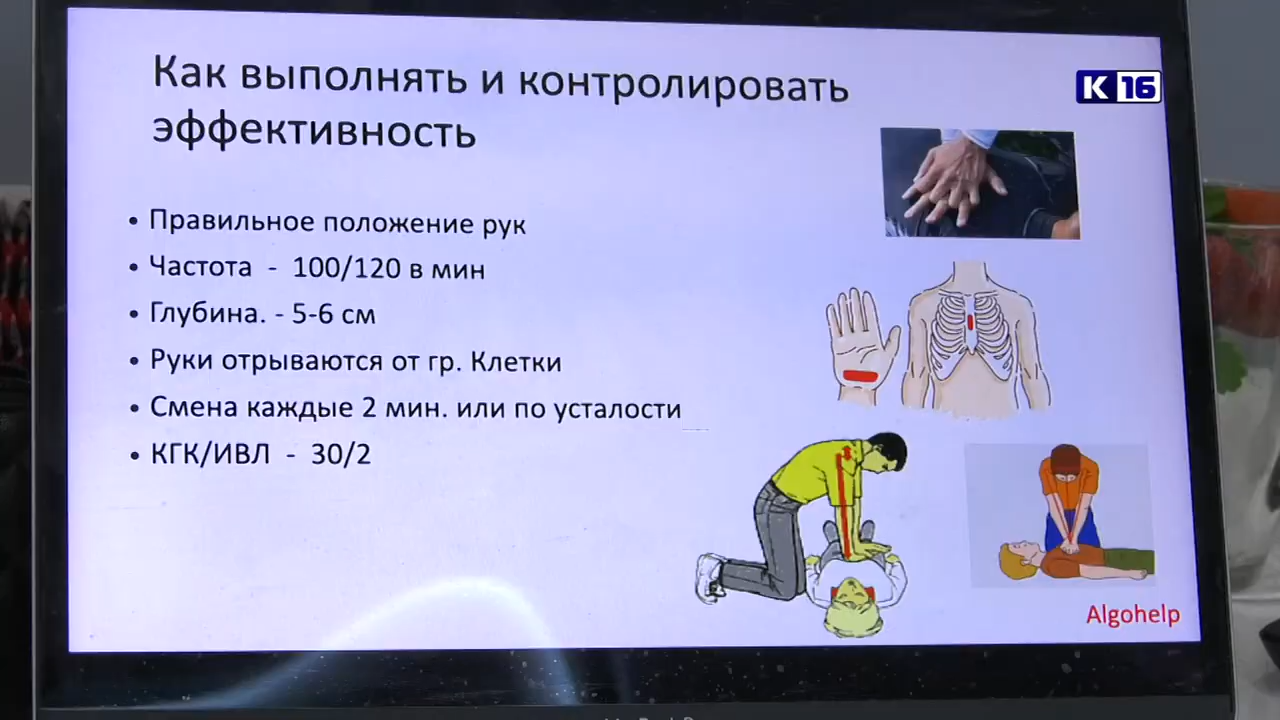 Как выполнять и контролировать
эффективность
K 16
• Правильное положение рук
• Частота - 100/120 в мин
• Глубина. - 5-6 см
• Руки отрываются от гр. Клетки
• Смена каждые 2 мин. или по усталости
• КГК/ИВЛ - 30/2
Algohelp